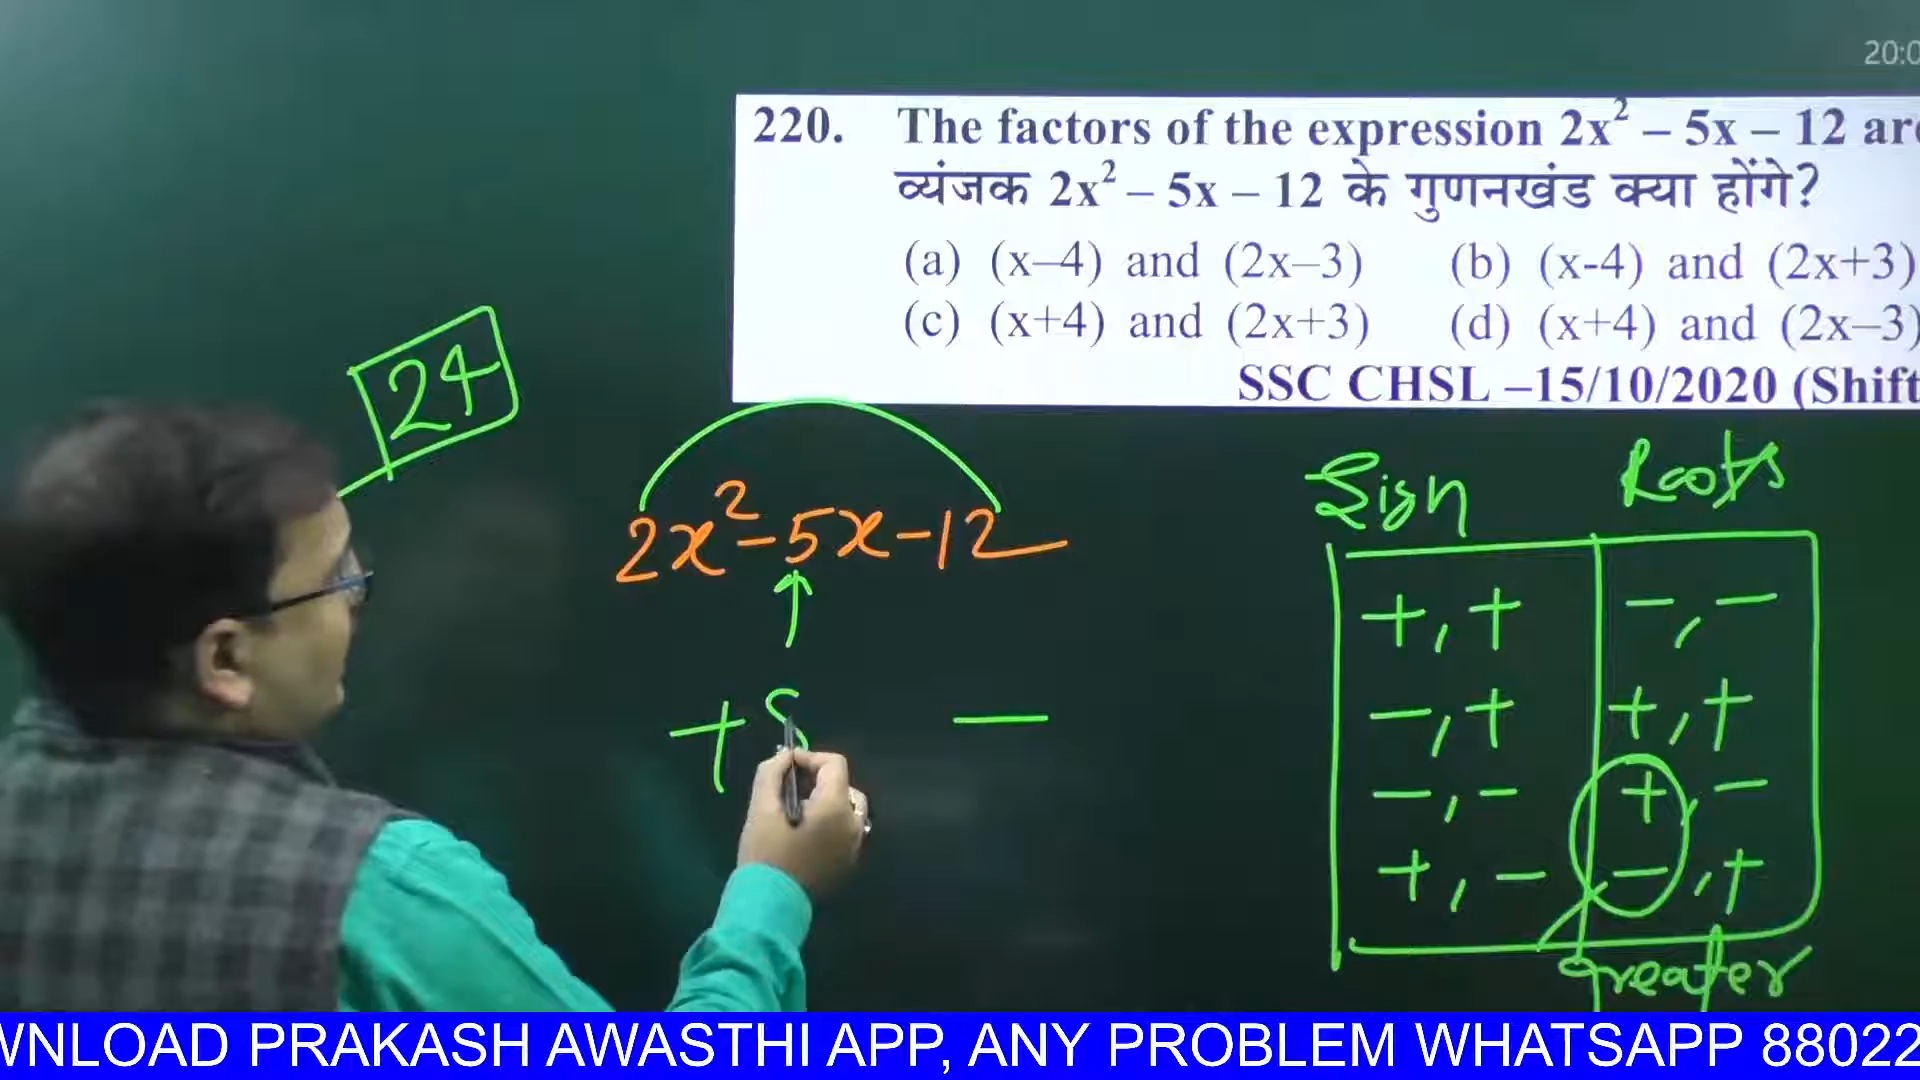 20:0
220. The factors of the expression 2x² – 5x – 12 are
व्यंजक 2x² – 5x – 12 के गुणनखंड क्या होंगे?
(a) (x–4) and (2x–3) (b) (x-4) and (2x+3)
(c) (x+4) and (2x+3) (d) (x+4) and (2x–3)
SSC CHSL –15/10/2020 (Shift
24
2x²-5x-12
+ 8 —
Sign Roots
+, + –, –
–, + +, +
–, – +, –
+, – –, +
greater
WNLOAD PRAKASH AWASTHI APP, ANY PROBLEM WHATSAPP 88022